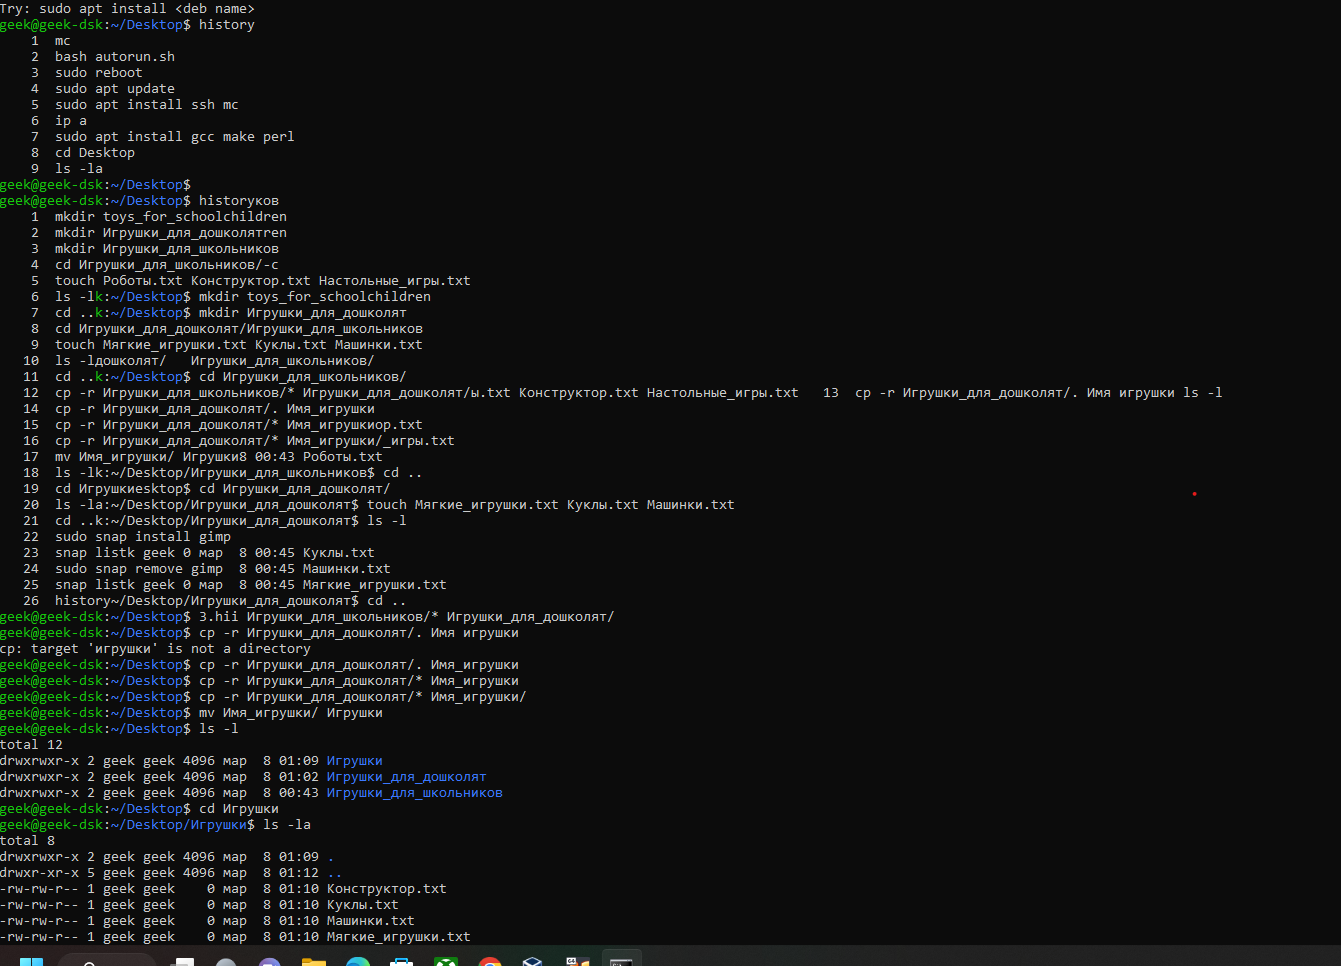 Try: sudo apt install <deb name>
geek@geek-dsk:~/Desktop$ history
1 mc
2 bash autorun.sh
3 sudo reboot
4 sudo apt update
5 sudo apt install ssh mc
6 ip a
7 sudo apt install gcc make perl
8 cd Desktop
9 ls -la
geek@geek-dsk:~/Desktop$
geek@geek-dsk:~/Desktop$ historyков
1 mkdir toys_for_schoolchildren
2 mkdir Игрушки_для_дошколятren
3 mkdir Игрушки_для_школьников
4 cd Игрушки_для_школьников/-c
5 touch Роботы.txt Конструктор.txt Настольные_игры.txt
6 ls -lk:~/Desktop$ mkdir toys_for_schoolchildren
7 cd ..k:~/Desktop$ mkdir Игрушки_для_дошколят
8 cd Игрушки_для_дошколят/Игрушки_для_школьников
9 touch Мягкие_игрушки.txt Куклы.txt Машинки.txt
10 ls -lдошколят/ Игрушки_для_школьников/
11 cd ..k:~/Desktop$ cd Игрушки_для_школьников/
12 cp -r Игрушки_для_школьников/* Игрушки_для_дошколят/ы.txt Конструктор.txt Настольные_игры.txt 13 cp -r Игрушки_для_дошколят/. Имя игрушки ls -l
14 cp -r Игрушки_для_дошколят/. Имя_игрушки
15 cp -r Игрушки_для_дошколят/* Имя_игрушкиор.txt
16 cp -r Игрушки_для_дошколят/* Имя_игрушки/_игры.txt
17 mv Имя_игрушки/ Игрушки8 00:43 Роботы.txt
18 ls -lk:~/Desktop/Игрушки_для_школьников$ cd ..
19 cd Игрушкиesktop$ cd Игрушки_для_дошколят/
20 ls -la:~/Desktop/Игрушки_для_дошколят$ touch Мягкие_игрушки.txt Куклы.txt Машинки.txt
21 cd ..k:~/Desktop/Игрушки_для_дошколят$ ls -l
22 sudo snap install gimp
23 snap listk geek 0 мар 8 00:45 Куклы.txt
24 sudo snap remove gimp 8 00:45 Машинки.txt
25 snap listk geek 0 мар 8 00:45 Мягкие_игрушки.txt
26 history~/Desktop/Игрушки_для_дошколят$ cd ..
geek@geek-dsk:~/Desktop$ 3.hii Игрушки_для_школьников/* Игрушки_для_дошколят/
geek@geek-dsk:~/Desktop$ cp -r Игрушки_для_дошколят/. Имя игрушки
cp: target 'игрушки' is not a directory
geek@geek-dsk:~/Desktop$ cp -r Игрушки_для_дошколят/. Имя_игрушки
geek@geek-dsk:~/Desktop$ cp -r Игрушки_для_дошколят/* Имя_игрушки
geek@geek-dsk:~/Desktop$ cp -r Игрушки_для_дошколят/* Имя_игрушки/
geek@geek-dsk:~/Desktop$ mv Имя_игрушки/ Игрушки
geek@geek-dsk:~/Desktop$ ls -l
total 12
drwxrwxr-x 2 geek geek 4096 мар 8 01:09 Игрушки
drwxrwxr-x 2 geek geek 4096 мар 8 01:02 Игрушки_для_дошколят
drwxrwxr-x 2 geek geek 4096 мар 8 00:43 Игрушки_для_школьников
geek@geek-dsk:~/Desktop$ cd Игрушки
geek@geek-dsk:~/Desktop/Игрушки$ ls -la
total 8
drwxrwxr-x 2 geek geek 4096 мар 8 01:09 .
drwxr-xr-x 5 geek geek 4096 мар 8 01:12 ..
-rw-rw-r-- 1 geek geek 0 мар 8 01:10 Конструктор.txt
-rw-rw-r-- 1 geek geek 0 мар 8 01:10 Куклы.txt
-rw-rw-r-- 1 geek geek 0 мар 8 01:10 Машинки.txt
-rw-rw-r-- 1 geek geek 0 мар 8 01:10 Мягкие_игрушки.txt